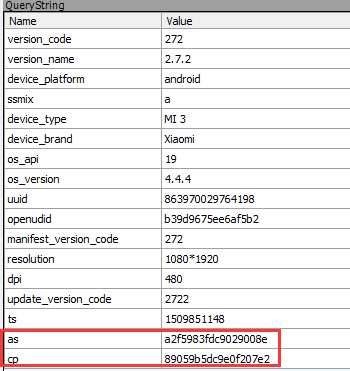 QueryString
Name Value
version_code 272
version_name 2.7.2
device_platform android
ssmix a
device_type MI 3
device_brand Xiaomi
os_api 19
os_version 4.4.4
uuid 863970029764198
openudid b39d9675ee6af5b2
manifest_version_code 272
resolution 1080*1920
dpi 480
update_version_code 2722
ts 1509851148
as a2f5983fdc9029008e
cp 89059b5dc9e0f207e2